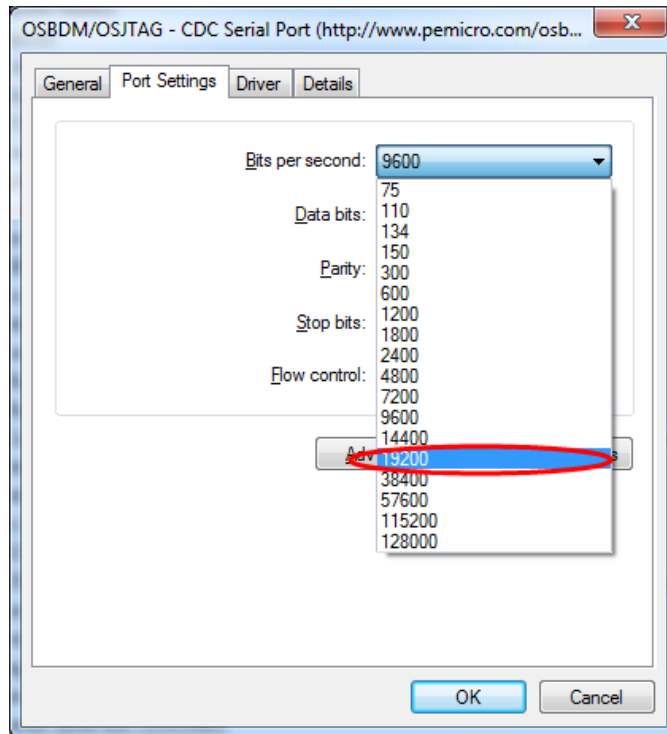 OSBDM/OSJTAG - CDC Serial Port (http://www.pemicro.com/osb...
General Port Settings Driver Details
Bits per second: 9600
75
Data bits: 110
134
150
Parity: 300
600
Stop bits: 1200
1800
2400
Flow control: 4800
7200
9600
14400
Adv 19200 s
38400
57600
115200
128000
OK Cancel